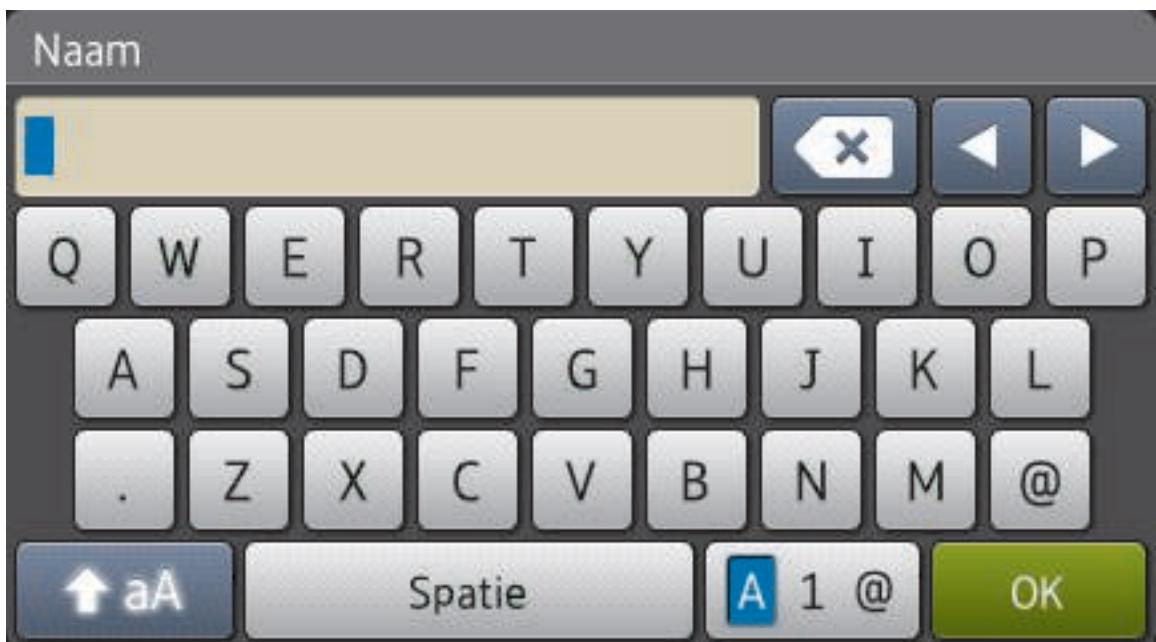 Naam
Q W E R T Y U I O P
A S D F G H J K L
. Z X C V B N M @
aA Spatie A 1 @ OK